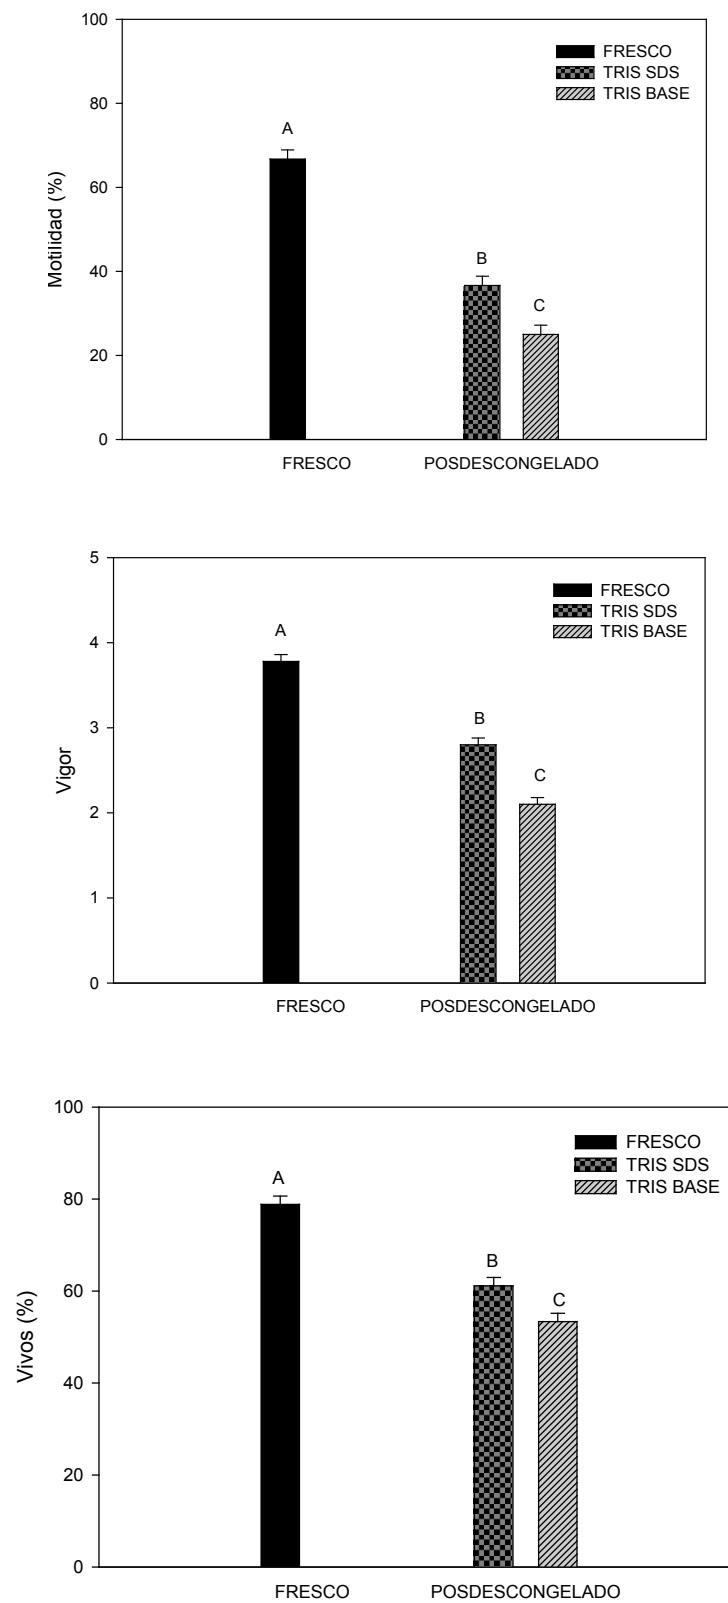 100
FRESCO
TRIS SDS
80
TRIS BASE
A
60
Motilidad (%)
40
B
C
20
0
FRESCO POSDESCONGELADO
5
FRESCO
TRIS SDS
TRIS BASE
4
A
3
B
Vigor
C
2
1
0
FRESCO POSDESCONGELADO
100
FRESCO
TRIS SDS
TRIS BASE
80
A
B
60
C
Vivos (%)
40
20
0
FRESCO POSDESCONGELADO